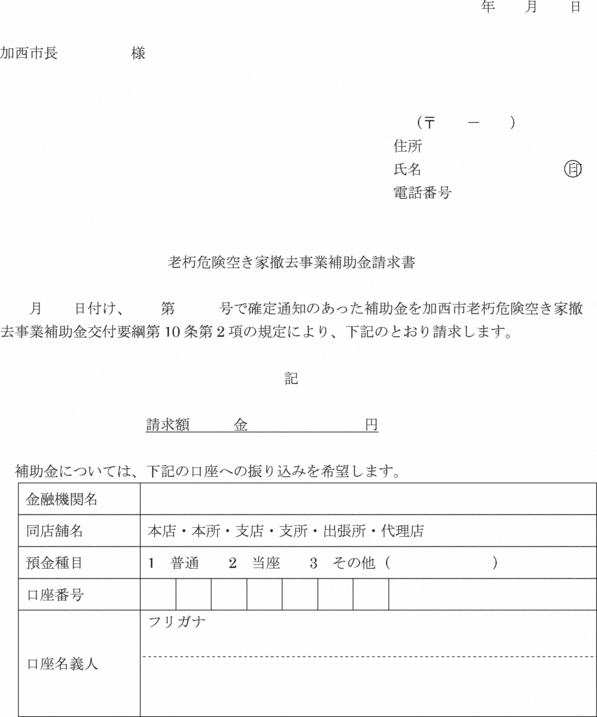 年　月　日
加西市長　　　　　様
（〒　　－　　）
住所
氏名　　　　　　　　　　㊞
電話番号
老朽危険空き家撤去事業補助金請求書
月　　日付け、　　第　　　号で確定通知のあった補助金を加西市老朽危険空き家撤
去事業補助金交付要綱第10条第2項の規定により、下記のとおり請求します。
記
請求額　　　金　　　　　　　　円
補助金については、下記の口座への振り込みを希望します。
金融機関名
同店舗名　本店・本所・支店・支所・出張所・代理店
預金種目　1　普通　　2　当座　　3　その他（　　　　　　　）
口座番号
フリガナ
口座名義人